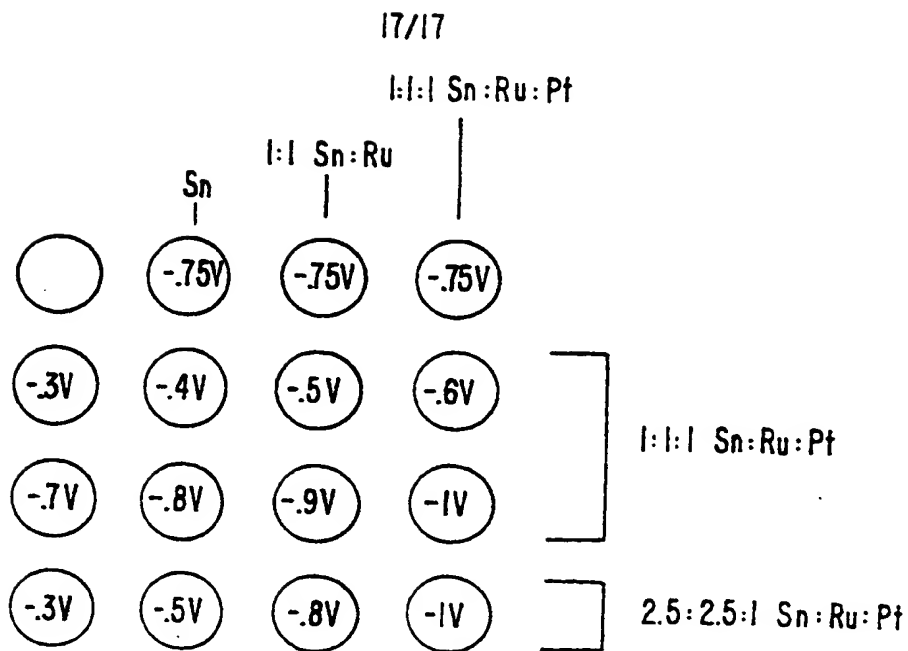 17/17
1:1:1 Sn:Ru:Pt
1:1 Sn:Ru
Sn
-.75V -.75V -.75V
-.3V -.4V -.5V -.6V
1:1:1 Sn:Ru:Pt
-.7V -.8V -.9V -1V
-.3V -.5V -.8V -1V
2.5:2.5:1 Sn:Ru:Pt